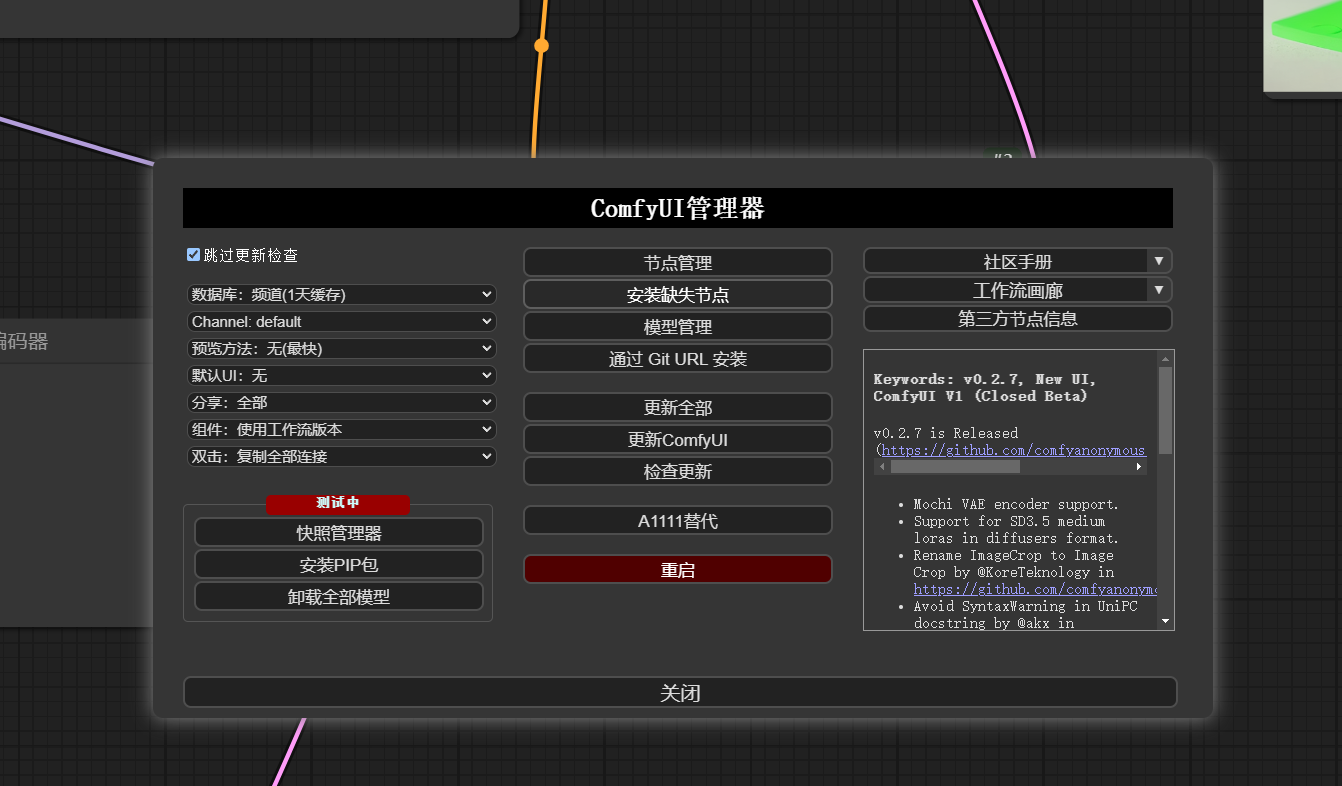 ComfyUI管理器
跳过更新检查
数据库：频道(1天缓存)
Channel: default
预览方法：无(最快)
默认UI：无
分享：全部
组件：使用工作流版本
双击：复制全部连接
测试中
快照管理器
安装PIP包
卸载全部模型
节点管理
安装缺失节点
模型管理
通过 Git URL 安装
更新全部
更新ComfyUI
检查更新
A1111替代
重启
社区手册
工作流画廊
第三方节点信息
Keywords: v0.2.7, New UI,
ComfyUI V1 (Closed Beta)
v0.2.7 is Released
(https://github.com/comfyanonymous
Mochi VAE encoder support.
Support for SD3.5 medium
loras in diffusers format.
Rename ImageCrop to Image
Crop by @KoreTeknology in
https://github.com/comfyanonymo
Avoid SyntaxWarning in UniPC
docstring by @akx in
关闭
编码器